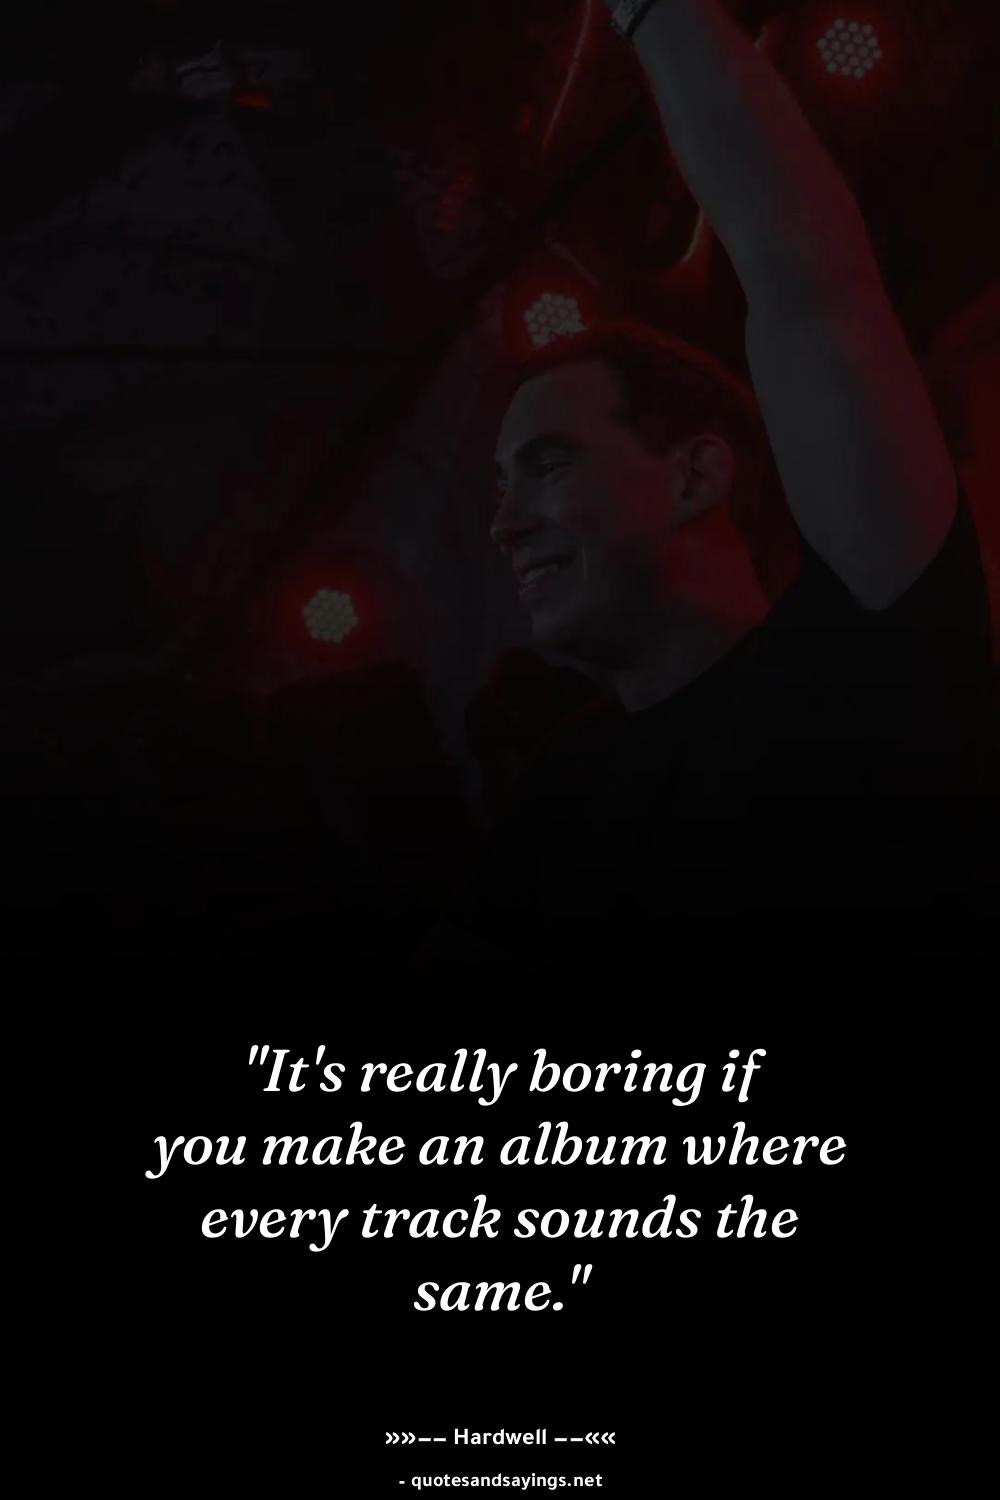 "It's really boring if
you make an album where
every track sounds the
same."
»»−− Hardwell −−««
- quotesandsayings.net